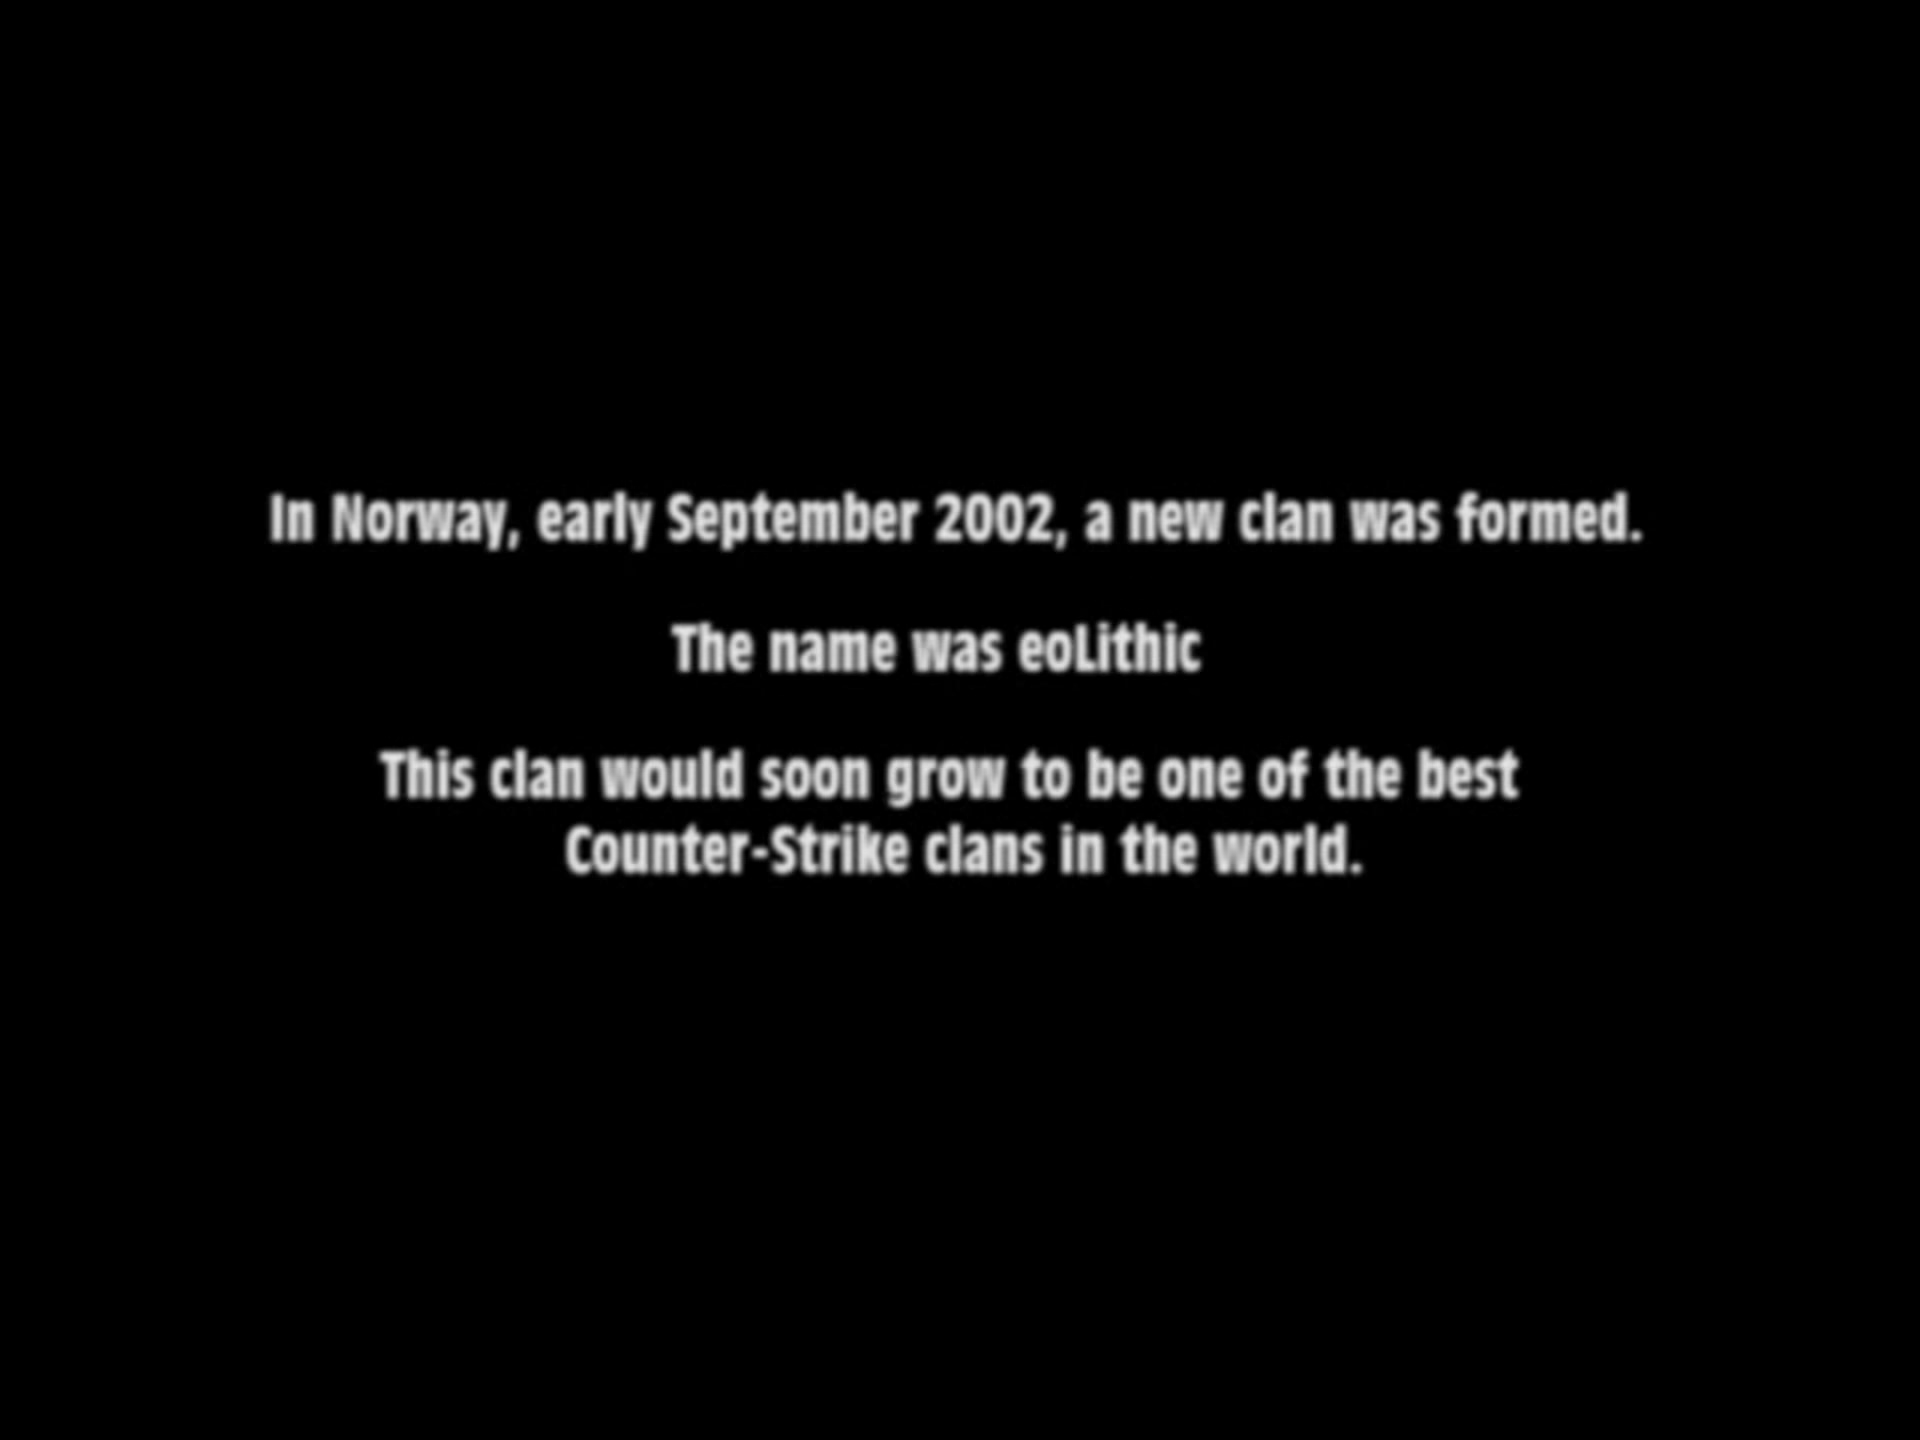 In Norway, early September 2002, a new clan was formed.
The name was eoLithic
This clan would soon grow to be one of the best
Counter-Strike clans in the world.